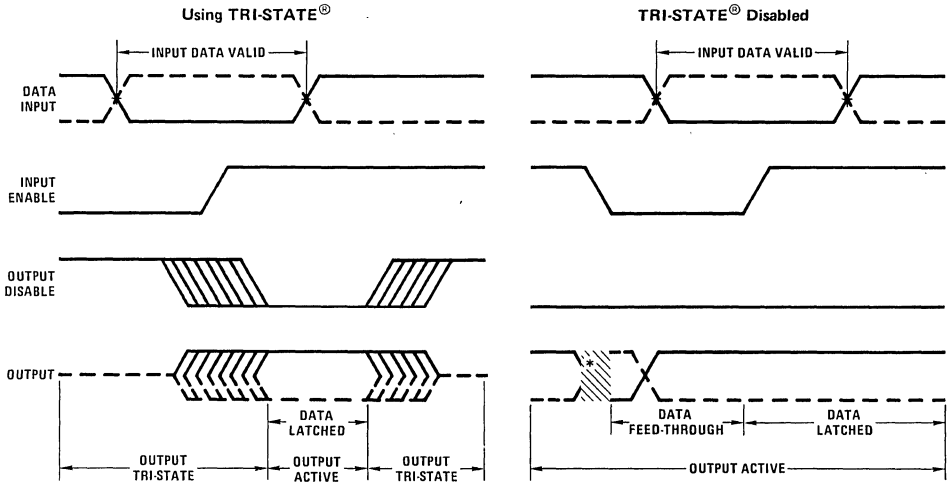 Using TRI-STATE®
TRI-STATE® Disabled
INPUT DATA VALID
INPUT DATA VALID
DATA
INPUT
INPUT
ENABLE
OUTPUT
DISABLE
OUTPUT
*
DATA
LATCHED
DATA
FEED-THROUGH
DATA
LATCHED
OUTPUT
TRI-STATE
OUTPUT
ACTIVE
OUTPUT
TRI-STATE
OUTPUT ACTIVE